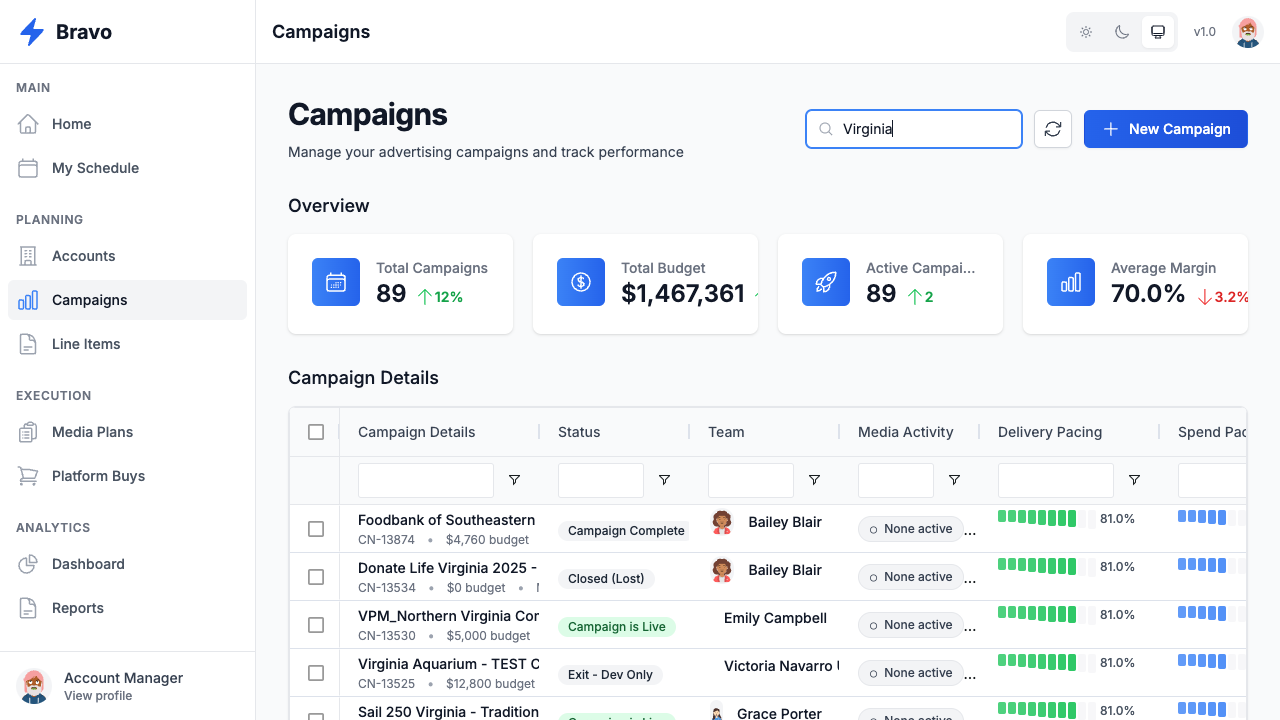 Bravo
Campaigns
v1.0
MAIN
Home
My Schedule
PLANNING
Accounts
Campaigns
Line Items
EXECUTION
Media Plans
Platform Buys
ANALYTICS
Dashboard
Reports
Account Manager
View profile
Campaigns
Manage your advertising campaigns and track performance
Virginia
New Campaign
Overview
Total Campaigns
89 12%
Total Budget
$1,467,361
Active Campai...
89 2
Average Margin
70.0% 3.2%
Campaign Details
Campaign Details Status Team Media Activity Delivery Pacing Spend Pac
Foodbank of Southeastern
CN-13874 • $4,760 budget
Campaign Complete
Bailey Blair
None active ...
81.0%
Donate Life Virginia 2025 -
CN-13534 • $0 budget •
Closed (Lost)
Bailey Blair
None active ...
81.0%
VPM_Northern Virginia Cor
CN-13530 • $5,000 budget
Campaign is Live
Emily Campbell
None active ...
81.0%
Virginia Aquarium - TEST C
CN-13525 • $12,800 budget
Exit - Dev Only
Victoria Navarro
None active ...
81.0%
Sail 250 Virginia - Tradition
Campaign is Live
Grace Porter
None active
81.0%